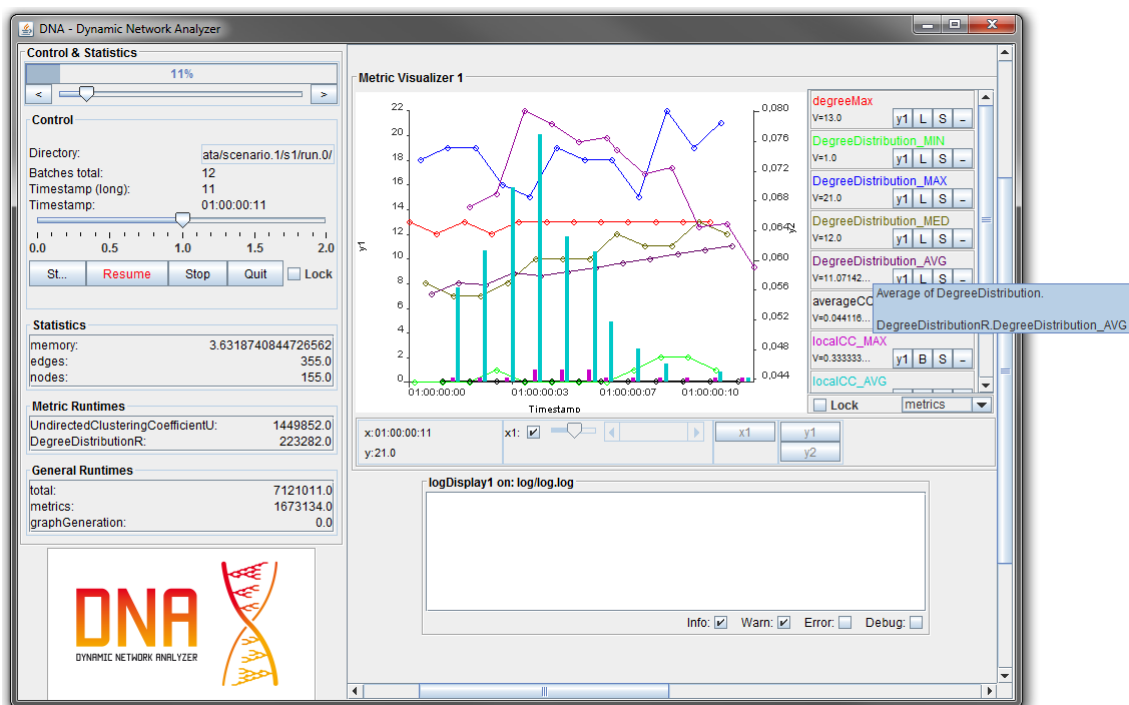 DNA - Dynamic Network Analyzer
Control & Statistics
11%
< >
Control
Directory: ata/scenario.1/s1/run.0/
Batches total: 12
Timestamp (long): 11
Timestamp: 01:00:00:11
0.0 0.5 1.0 1.5 2.0
St... Resume Stop Quit Lock
Statistics
memory: 3.6318740844726562
edges: 355.0
nodes: 155.0
Metric Runtimes
UndirectedClusteringCoefficientU: 1449852.0
DegreeDistributionR: 223282.0
General Runtimes
total: 7121011.0
metrics: 1673134.0
graphGeneration: 0.0
DNA
DYNAMIC NETWORK ANALYZER
Metric Visualizer 1
22
20
18
16
14
12
10
8
6
4
2
0
y1
0,080
0,076
0,072
0,068
0,064
0,060
0,056
0,052
0,048
0,044
y2
01:00:00:00 01:00:00:03 01:00:00:07 01:00:00:10
Timestamp
degreeMax
V=13.0 y1 L S -
DegreeDistribution_MIN
V=1.0 y1 L S -
DegreeDistribution_MAX
V=21.0 y1 L S -
DegreeDistribution_MED
V=12.0 y1 L S -
DegreeDistribution_AVG
V=11.07142... y1 L S -
averageCC
V=0.044116...
Average of DegreeDistribution.
DegreeDistributionR.DegreeDistribution_AVG
localCC_MAX
V=0.333333... y1 B S -
localCC_AVG
Lock metrics
x:01:00:00:11 x1: x1 y1
y:21.0 y2
logDisplay1 on: log/log.log
Info: Warn: Error: Debug: